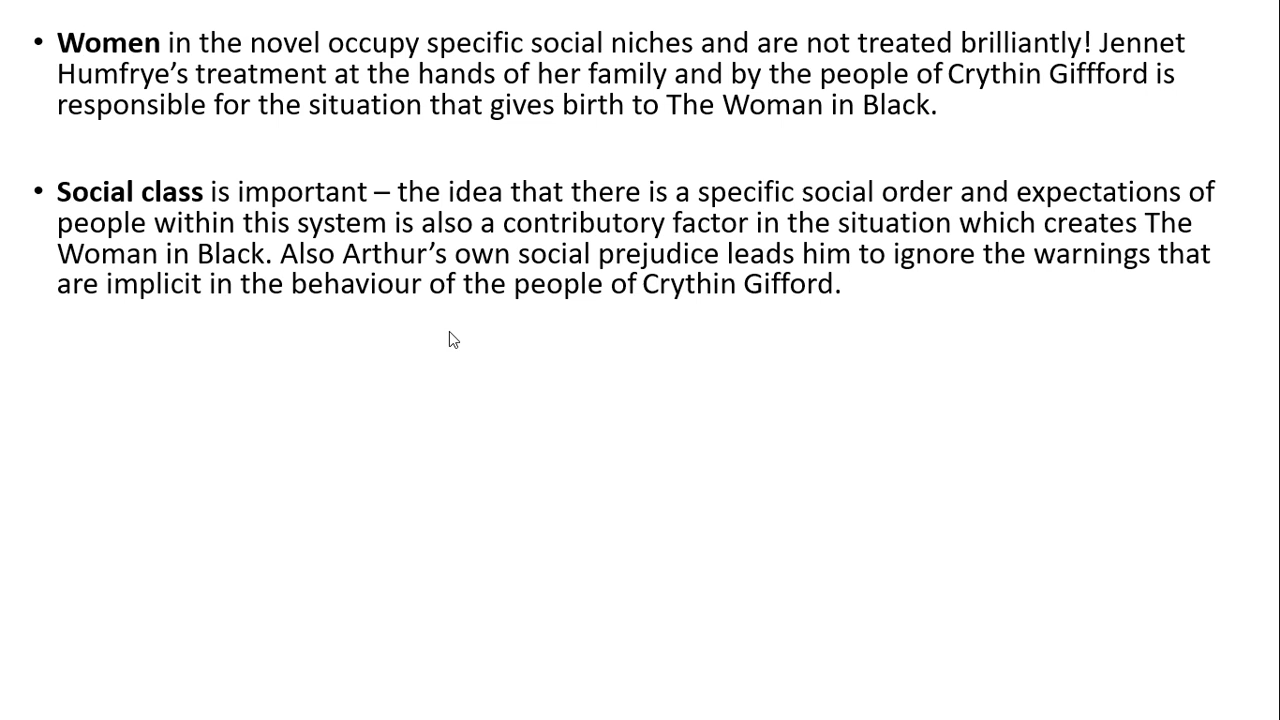 • Women in the novel occupy specific social niches and are not treated brilliantly! Jennet
Humfrye’s treatment at the hands of her family and by the people of Crythin Giffford is
responsible for the situation that gives birth to The Woman in Black.
• Social class is important – the idea that there is a specific social order and expectations of
people within this system is also a contributory factor in the situation which creates The
Woman in Black. Also Arthur’s own social prejudice leads him to ignore the warnings that
are implicit in the behaviour of the people of Crythin Gifford.